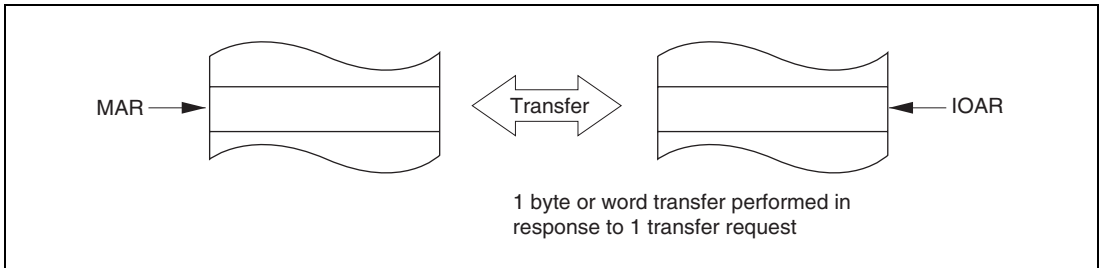 MAR
Transfer
IOAR
1 byte or word transfer performed in
response to 1 transfer request